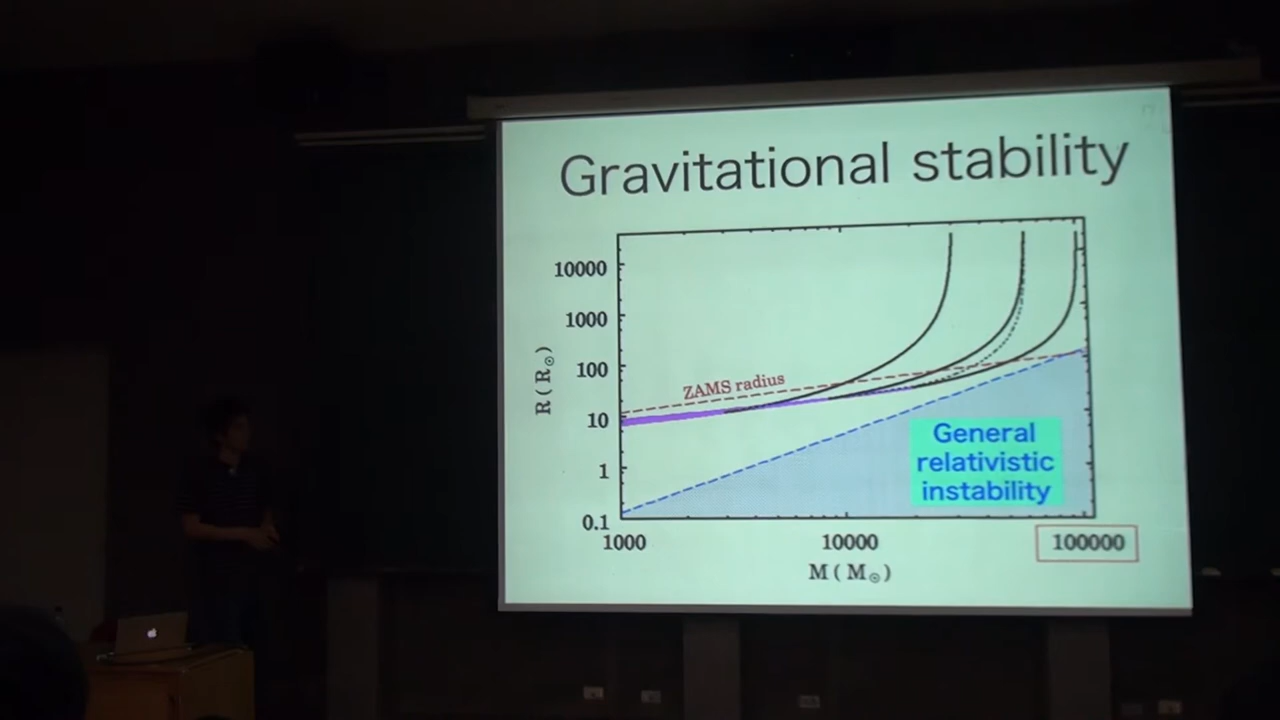 Gravitational stability
10000
1000
100
10
1
0.1
R ( R⊙ )
ZAMS radius
General
relativistic
instability
1000
10000
100000
M ( M⊙ )